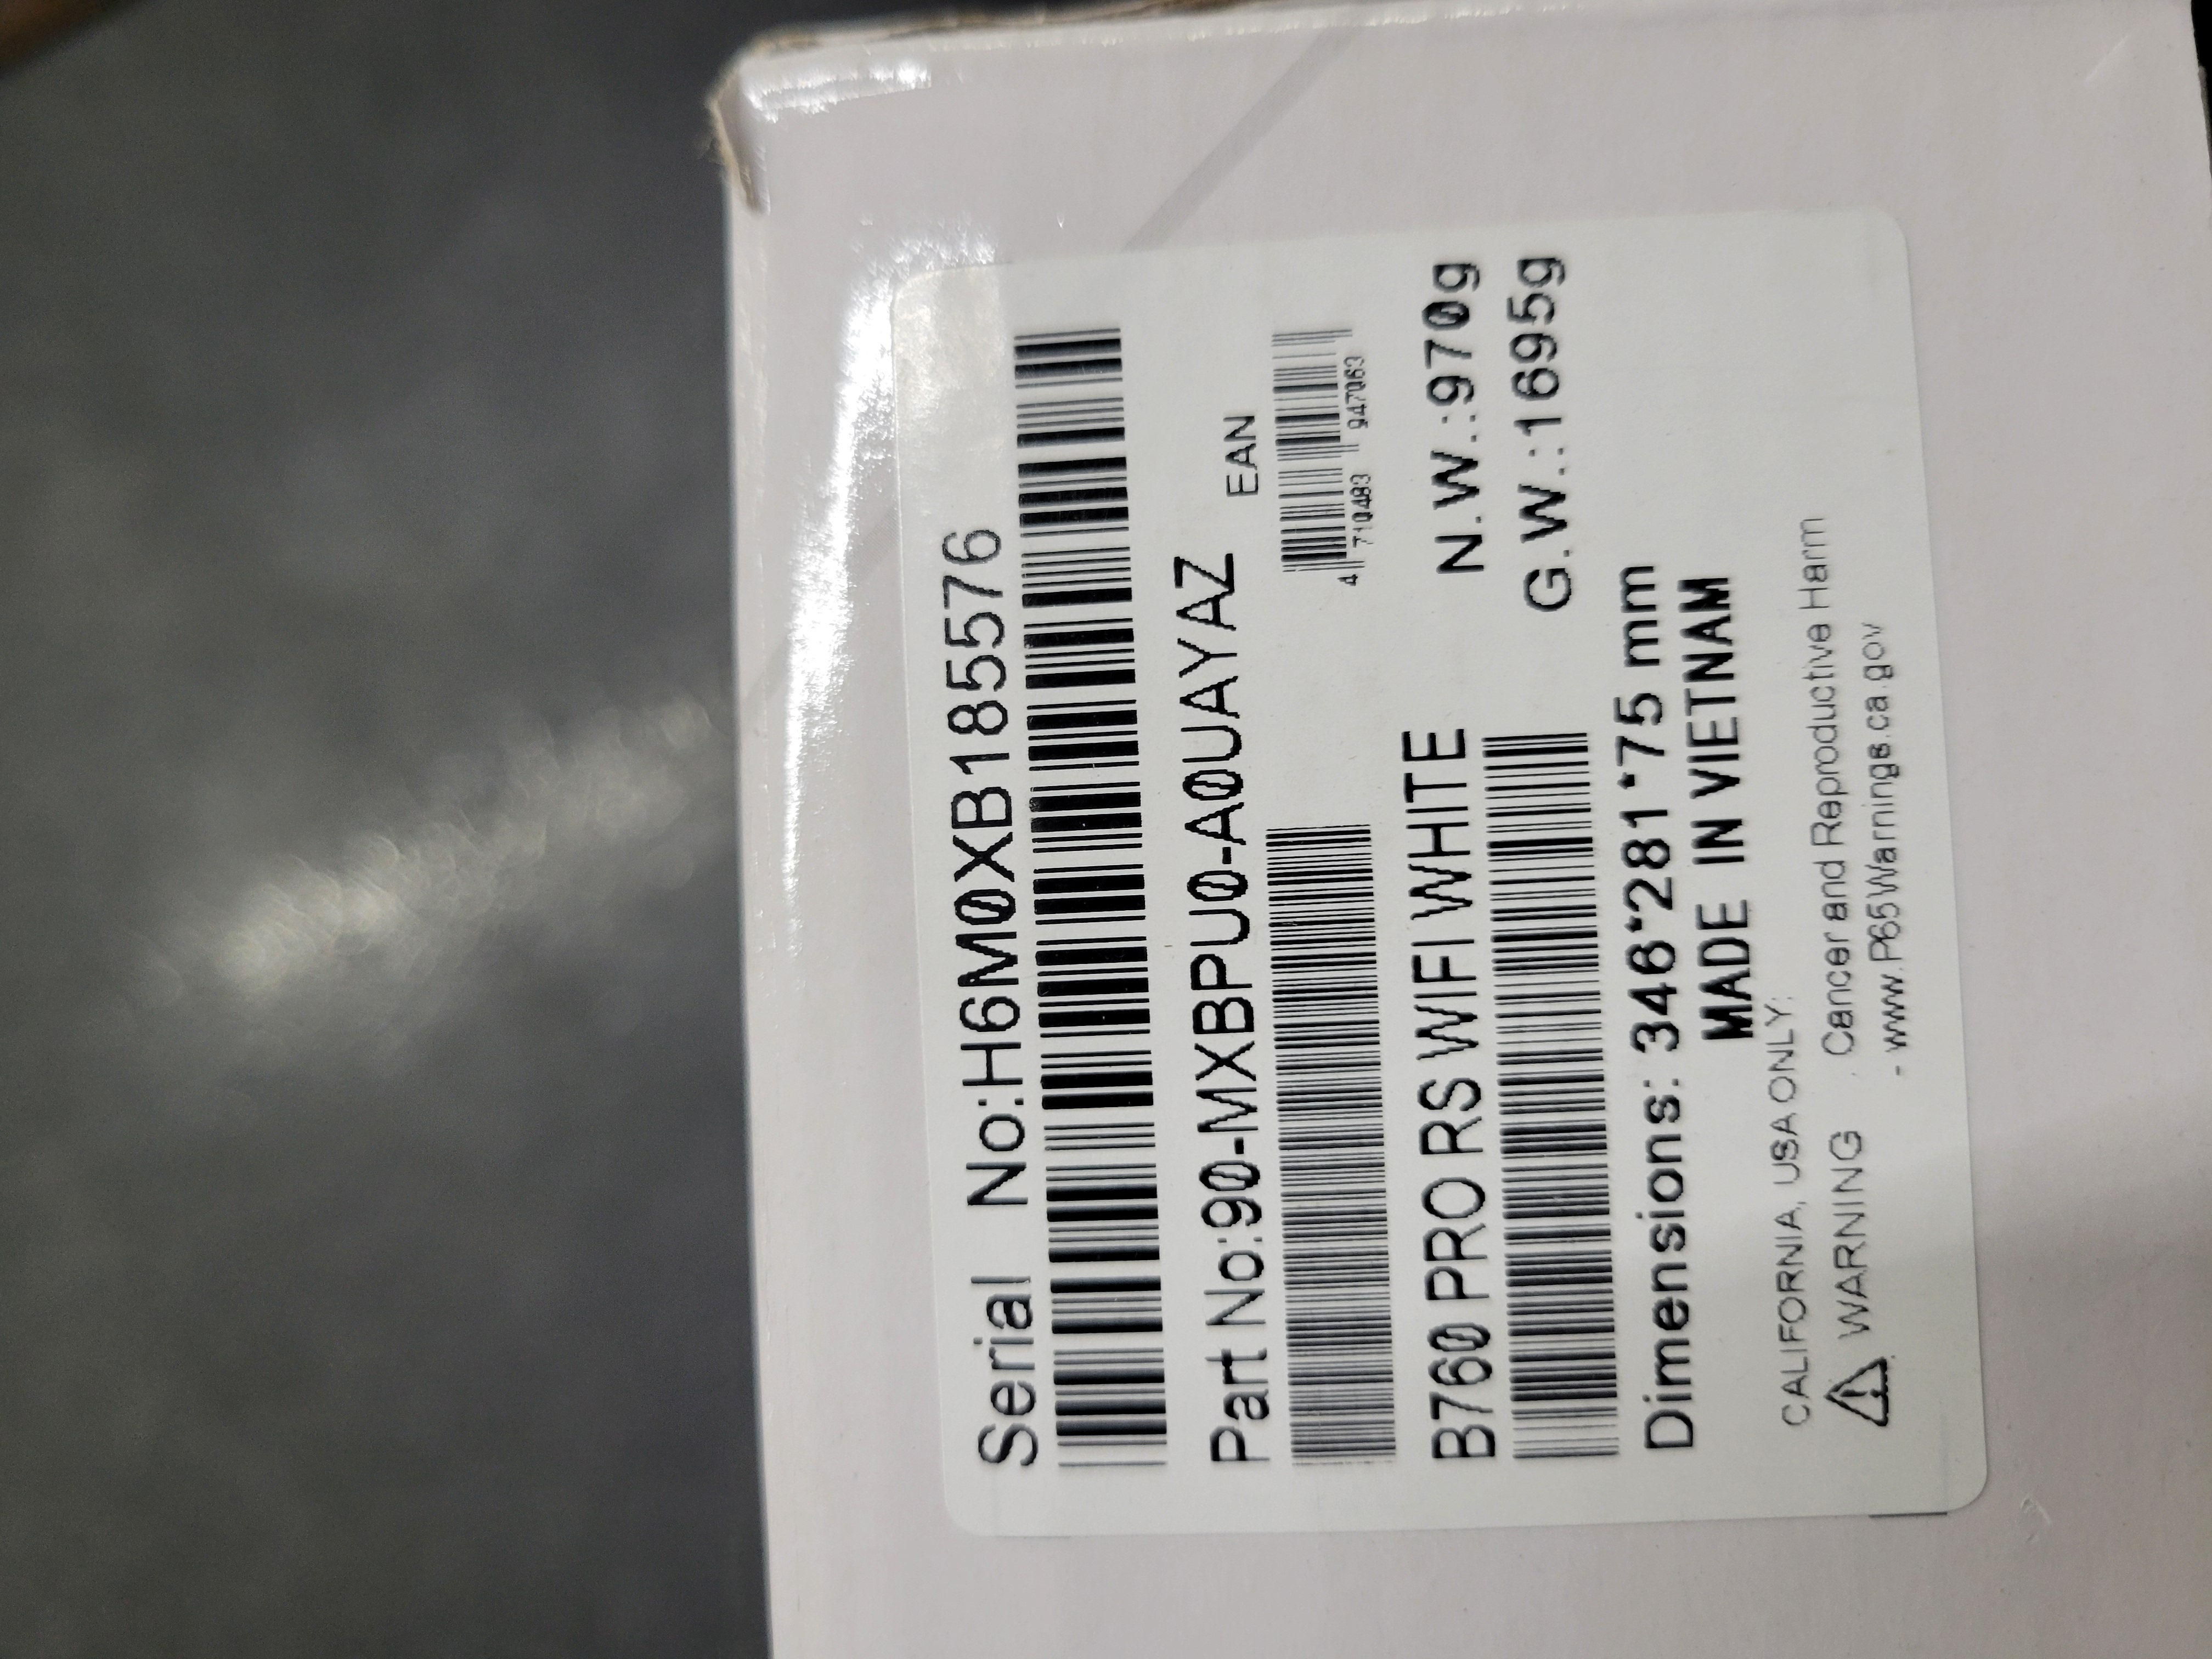 Serial No:H6M0XB185576
Part No:90-MXBPU0-A0UAYAZ
EAN
4 710483 947063
B760 PRO RS WIFI WHITE
N.W.:970g
G.W.:1695g
Dimensions: 346*281*75 mm
MADE IN VIETNAM
CALIFORNIA, USA ONLY:
WARNING Cancer and Reproductive Harm
- www.P65Warnings.ca.gov